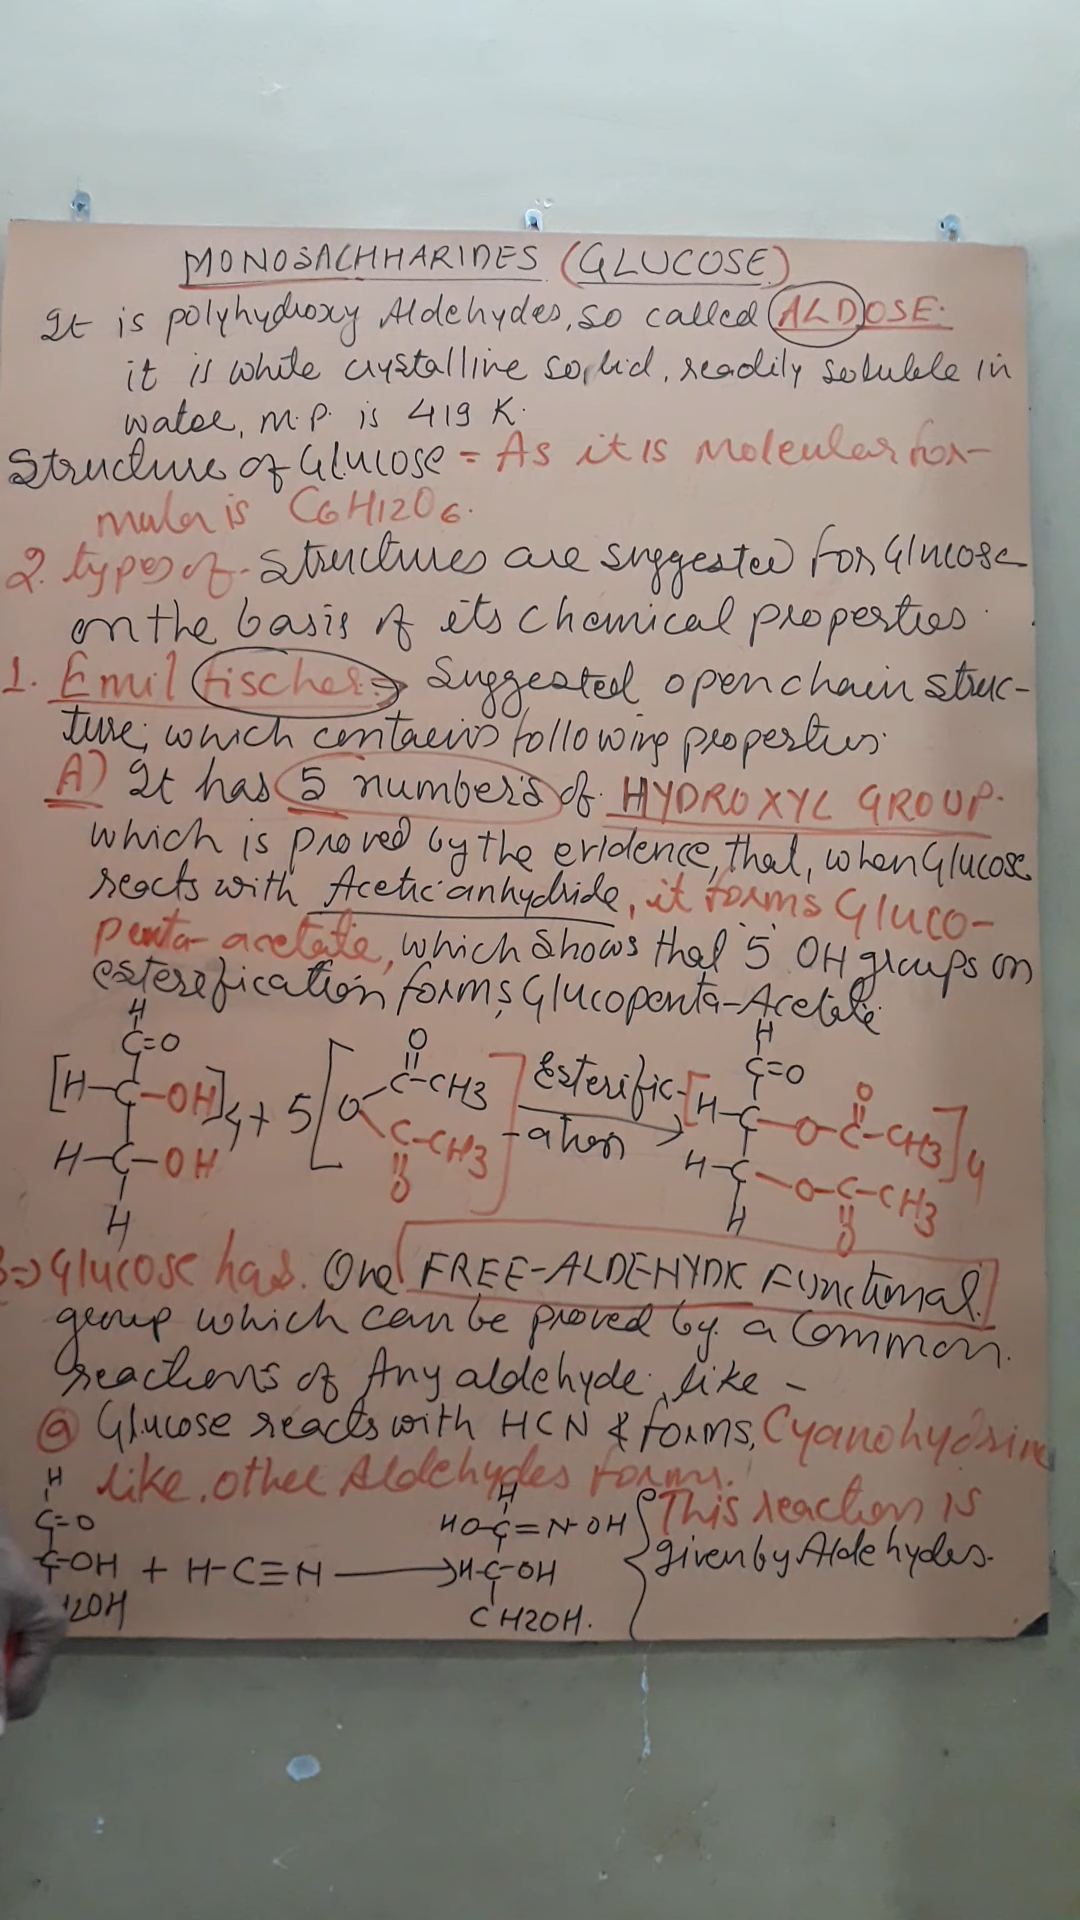 MONOSACHHARIDES (GLUCOSE)
It is polyhydroxy Aldehydes, so called ALDOSE.
it is white crystalline solid, readily soluble in
water, M.P. is 419 K.
Structure of Glucose = As it is Molecular for-
mula is C6H12O6.
2. types of. Structures are suggested for Glucose
on the basis of its chemical properties.
1. Emil Fischer → Suggested open chain struc-
ture; which contains following properties.
A) It has 5 numbers of HYDROXYL GROUP.
which is proved by the evidence, that, when Glucose
reacts with Acetic anhydride, it forms Gluco-
penta-acetate, which shows that '5' OH groups on
esterefication forms, Glucopenta-Acetate
H
C=O
[H-C-OH]4 + 5
H-C-OH
H
O
C-CH3
O
C-CH3
O
Esterific-
ation
H
C=O
[H-C-O-C-CH3]4
O
H-C-O-C-CH3
H
O
B⇒ Glucose has. One FREE-ALDEHYDE Functional.
group which can be proved by a Common.
reactions of Any aldehyde, like -
a Glucose reacts with HCN & forms, Cyanohydrine
like, other Aldehydes forms.
H
C=O
C-OH + H-C≡N
H2OH
H
HO-C=N-OH
H-C-OH
CH2OH.
This reaction is
given by Aldehydes.